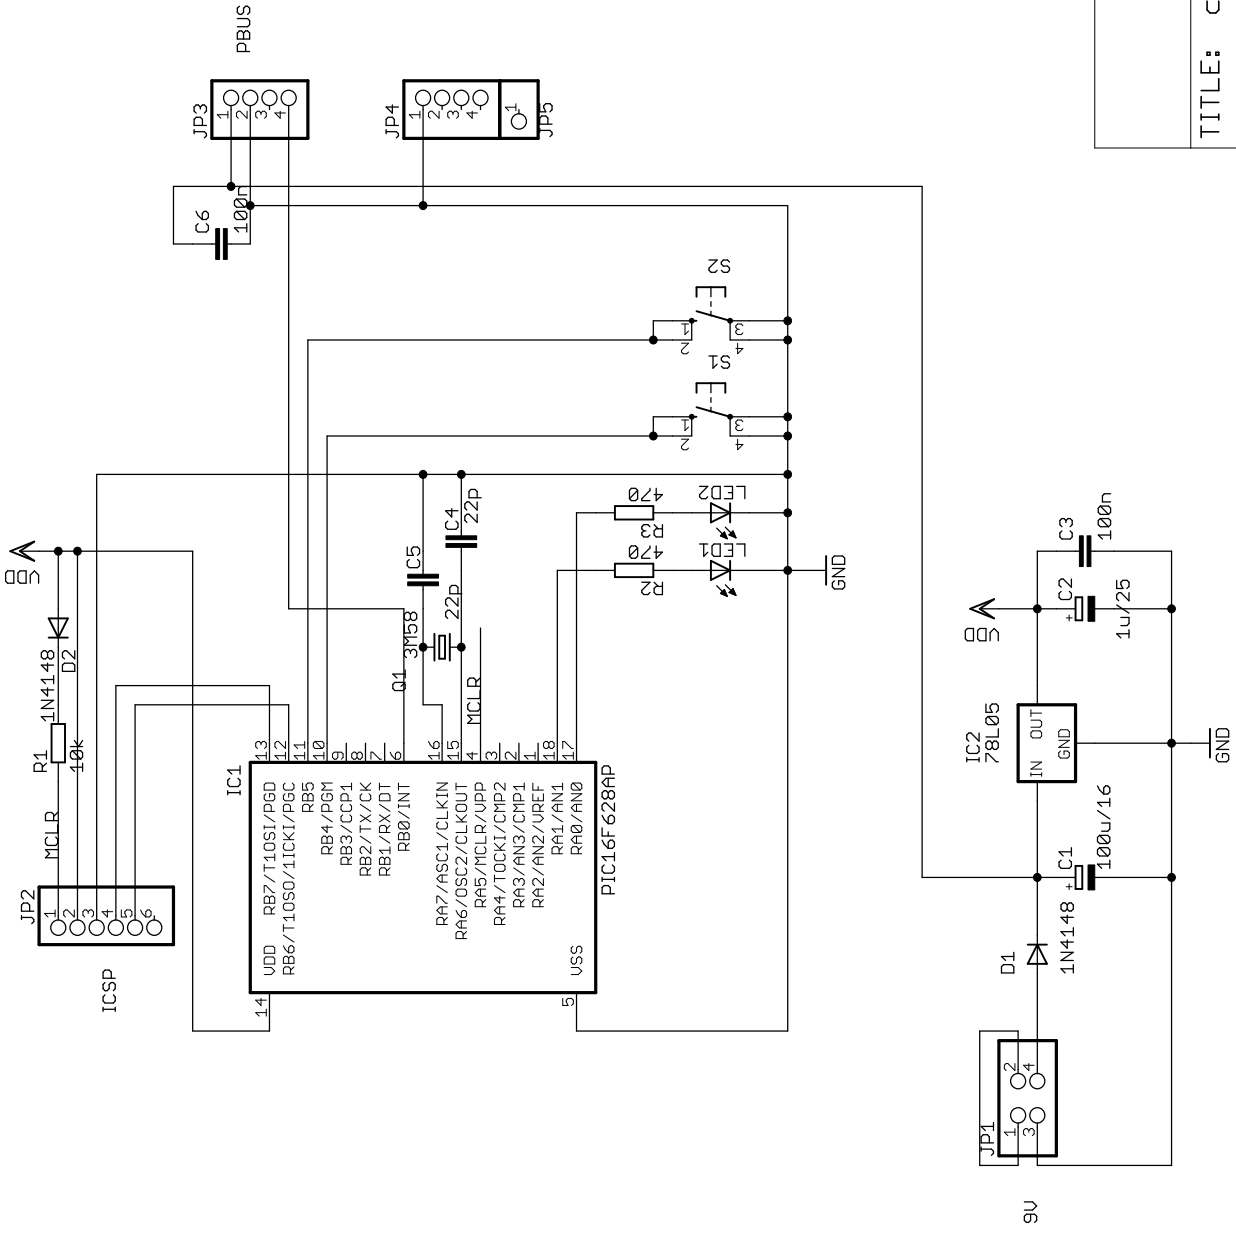 PBUS
JP3
1
2
3
4
JP4
1
2
3
4
JP5
1
TITLE: C
C6
100n
S2
1
2
3
4
S1
1
2
3
4
VDD
D2
1N4148
R1
10k
MCLR
JP2
1
2
3
4
5
6
ICSP
C5
22p
C4
22p
Q1
3M58
MCLR
R3
470
LED2
R2
470
LED1
GND
IC1
PIC16F628AP
13
12
11
10
9
8
7
6
16
15
4
3
2
1
18
17
RB7/T1OSI/PGD
RB6/T1OSO/1ICKI/PGC
RB5
RB4/PGM
RB3/CCP1
RB2/TX/CK
RB1/RX/DT
RB0/INT
RA7/ASC1/CLKIN
RA6/OSC2/CLKOUT
RA5/MCLR/VPP
RA4/TOCKI/CMP2
RA3/AN3/CMP1
RA2/AN2/VREF
RA1/AN1
RA0/AN0
VDD
14
VSS
5
C3
100n
C2
+
1u/25
VDD
IC2
78L05
IN
OUT
GND
GND
C1
+
100u/16
D1
1N4148
JP1
1
2
3
4
9V